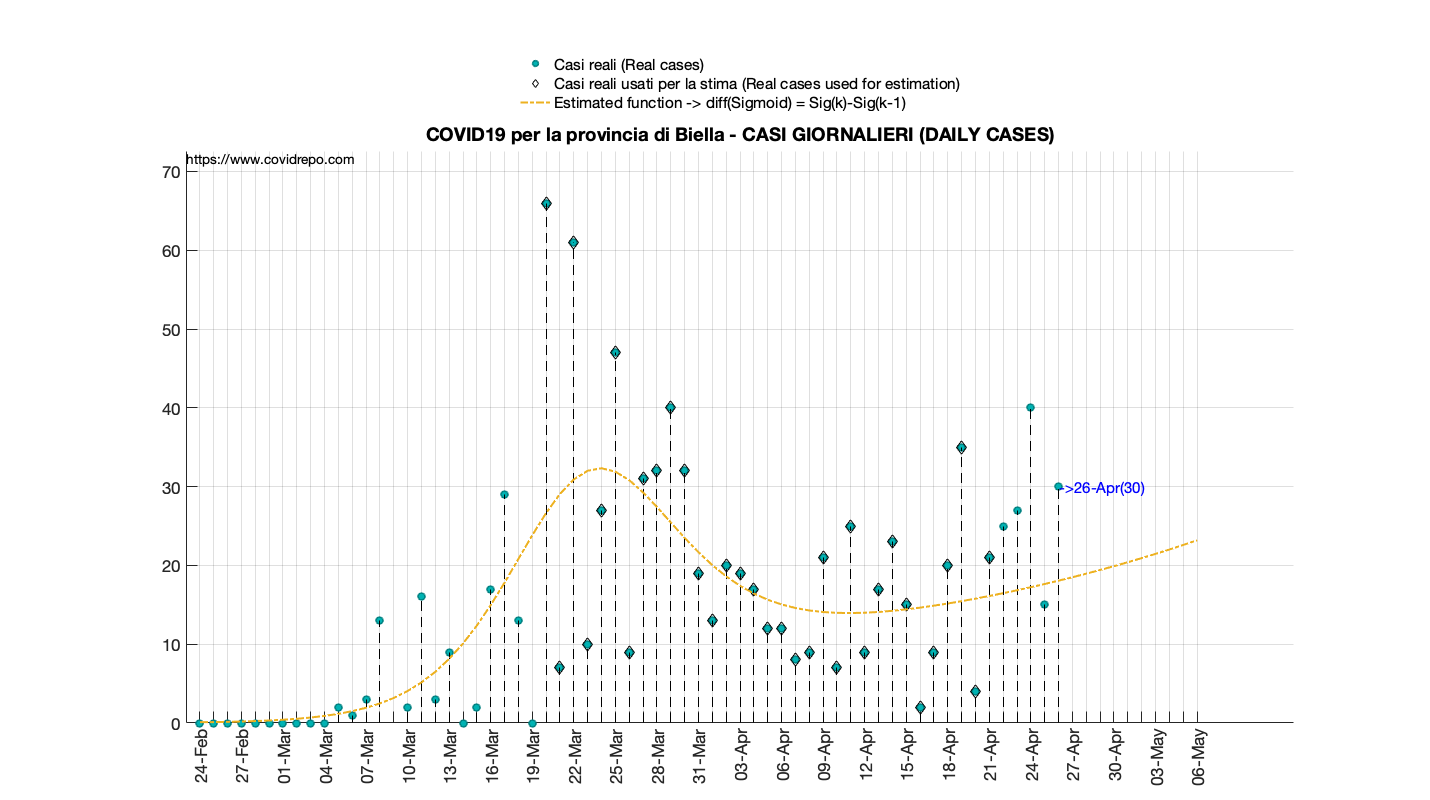 Casi reali (Real cases)
Casi reali usati per la stima (Real cases used for estimation)
Estimated function -> diff(Sigmoid) = Sig(k)-Sig(k-1)
COVID19 per la provincia di Biella - CASI GIORNALIERI (DAILY CASES)
https://www.covidrepo.com
70
60
50
40
30
20
10
0
->26-Apr(30)
24-Feb
27-Feb
01-Mar
04-Mar
07-Mar
10-Mar
13-Mar
16-Mar
19-Mar
22-Mar
25-Mar
28-Mar
31-Mar
03-Apr
06-Apr
09-Apr
12-Apr
15-Apr
18-Apr
21-Apr
24-Apr
27-Apr
30-Apr
03-May
06-May